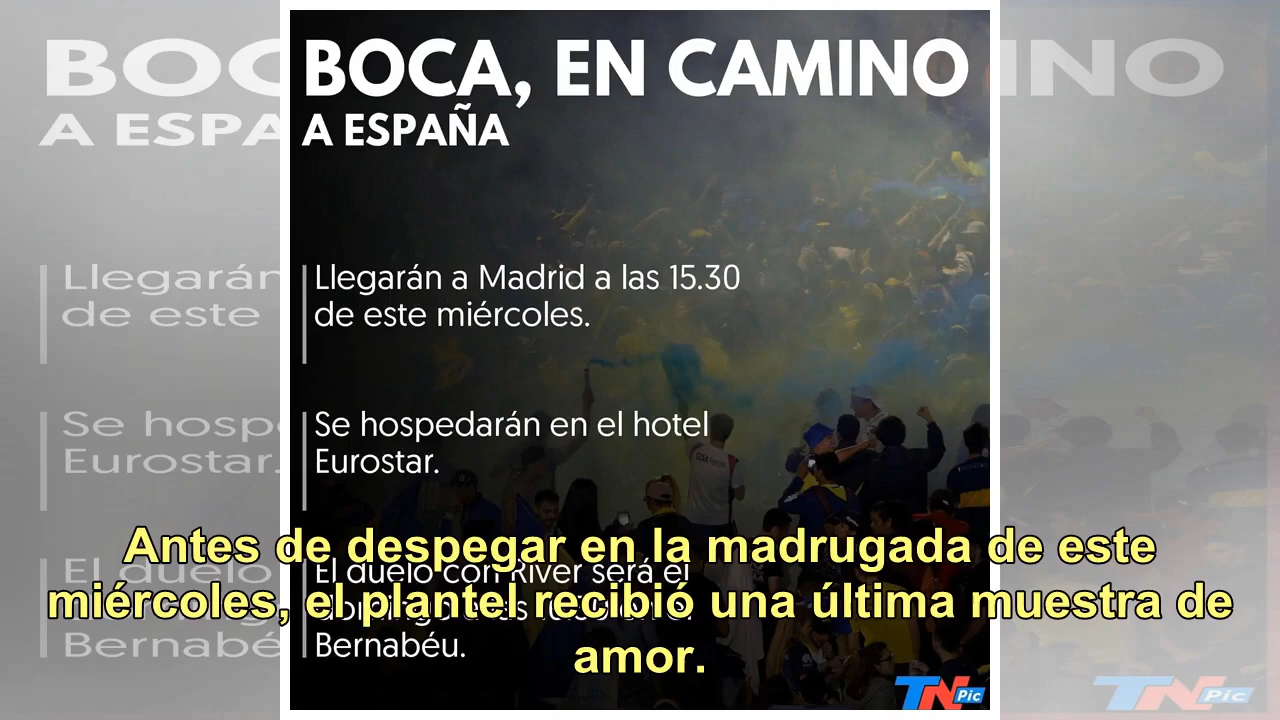 BOCA, EN CAMINO
A ESPAÑA
Llegarán a Madrid a las 15.30
de este miércoles.
Se hospedarán en el hotel
Eurostar.
El duelo con River será el
domingo
Bernabéu.
Antes de despegar en la madrugada de este
miércoles, el plantel recibió una última muestra de
amor.
TN Pic